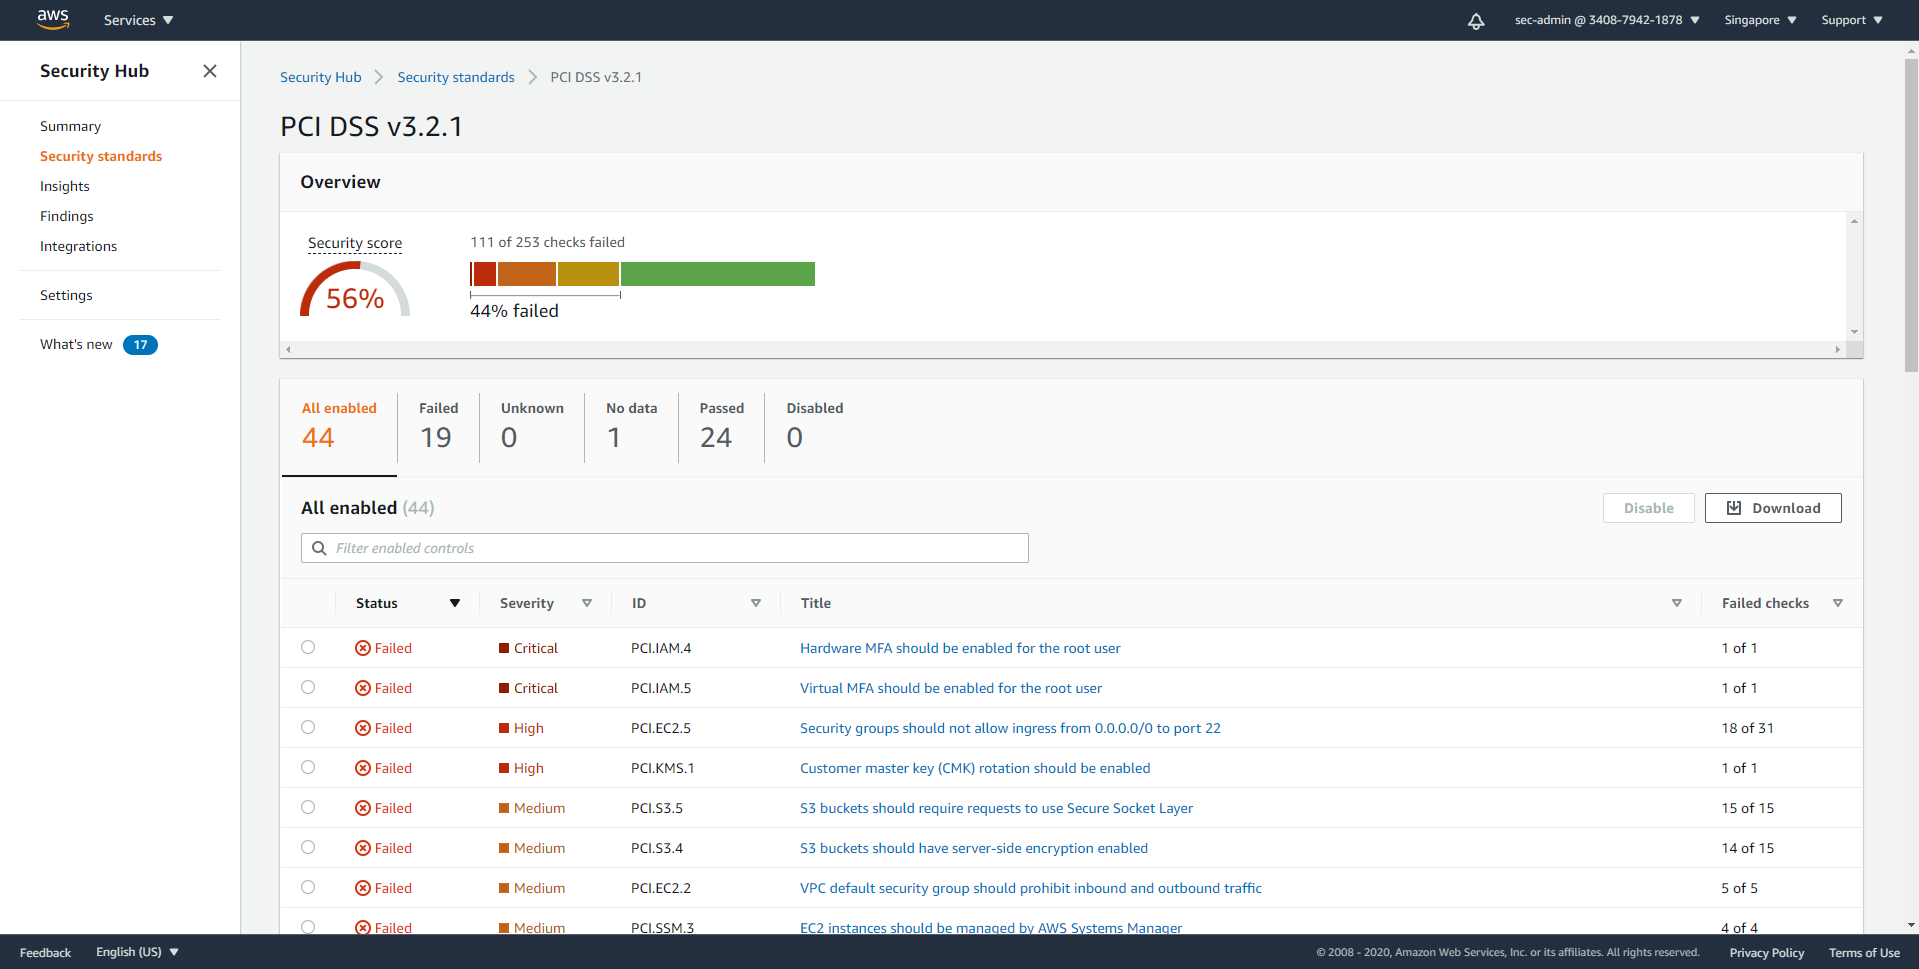 aws
Services
sec-admin @ 3408-7942-1878
Singapore
Support
Security Hub
Summary
Security standards
Insights
Findings
Integrations
Settings
What's new 17
Security Hub
Security standards
PCI DSS v3.2.1
PCI DSS v3.2.1
Overview
Security score
56%
111 of 253 checks failed
44% failed
All enabled
44
Failed
19
Unknown
0
No data
1
Passed
24
Disabled
0
All enabled (44)
Disable
Download
Filter enabled controls
Status Severity ID Title Failed checks
Failed Critical PCI.IAM.4 Hardware MFA should be enabled for the root user 1 of 1
Failed Critical PCI.IAM.5 Virtual MFA should be enabled for the root user 1 of 1
Failed High PCI.EC2.5 Security groups should not allow ingress from 0.0.0.0/0 to port 22 18 of 31
Failed High PCI.KMS.1 Customer master key (CMK) rotation should be enabled 1 of 1
Failed Medium PCI.S3.5 S3 buckets should require requests to use Secure Socket Layer 15 of 15
Failed Medium PCI.S3.4 S3 buckets should have server-side encryption enabled 14 of 15
Failed Medium PCI.EC2.2 VPC default security group should prohibit inbound and outbound traffic 5 of 5
Failed Medium PCI.SSM.3 EC2 instances should be managed by AWS Systems Manager 4 of 4
Feedback
English (US)
© 2008 - 2020, Amazon Web Services, Inc. or its affiliates. All rights reserved.
Privacy Policy
Terms of Use